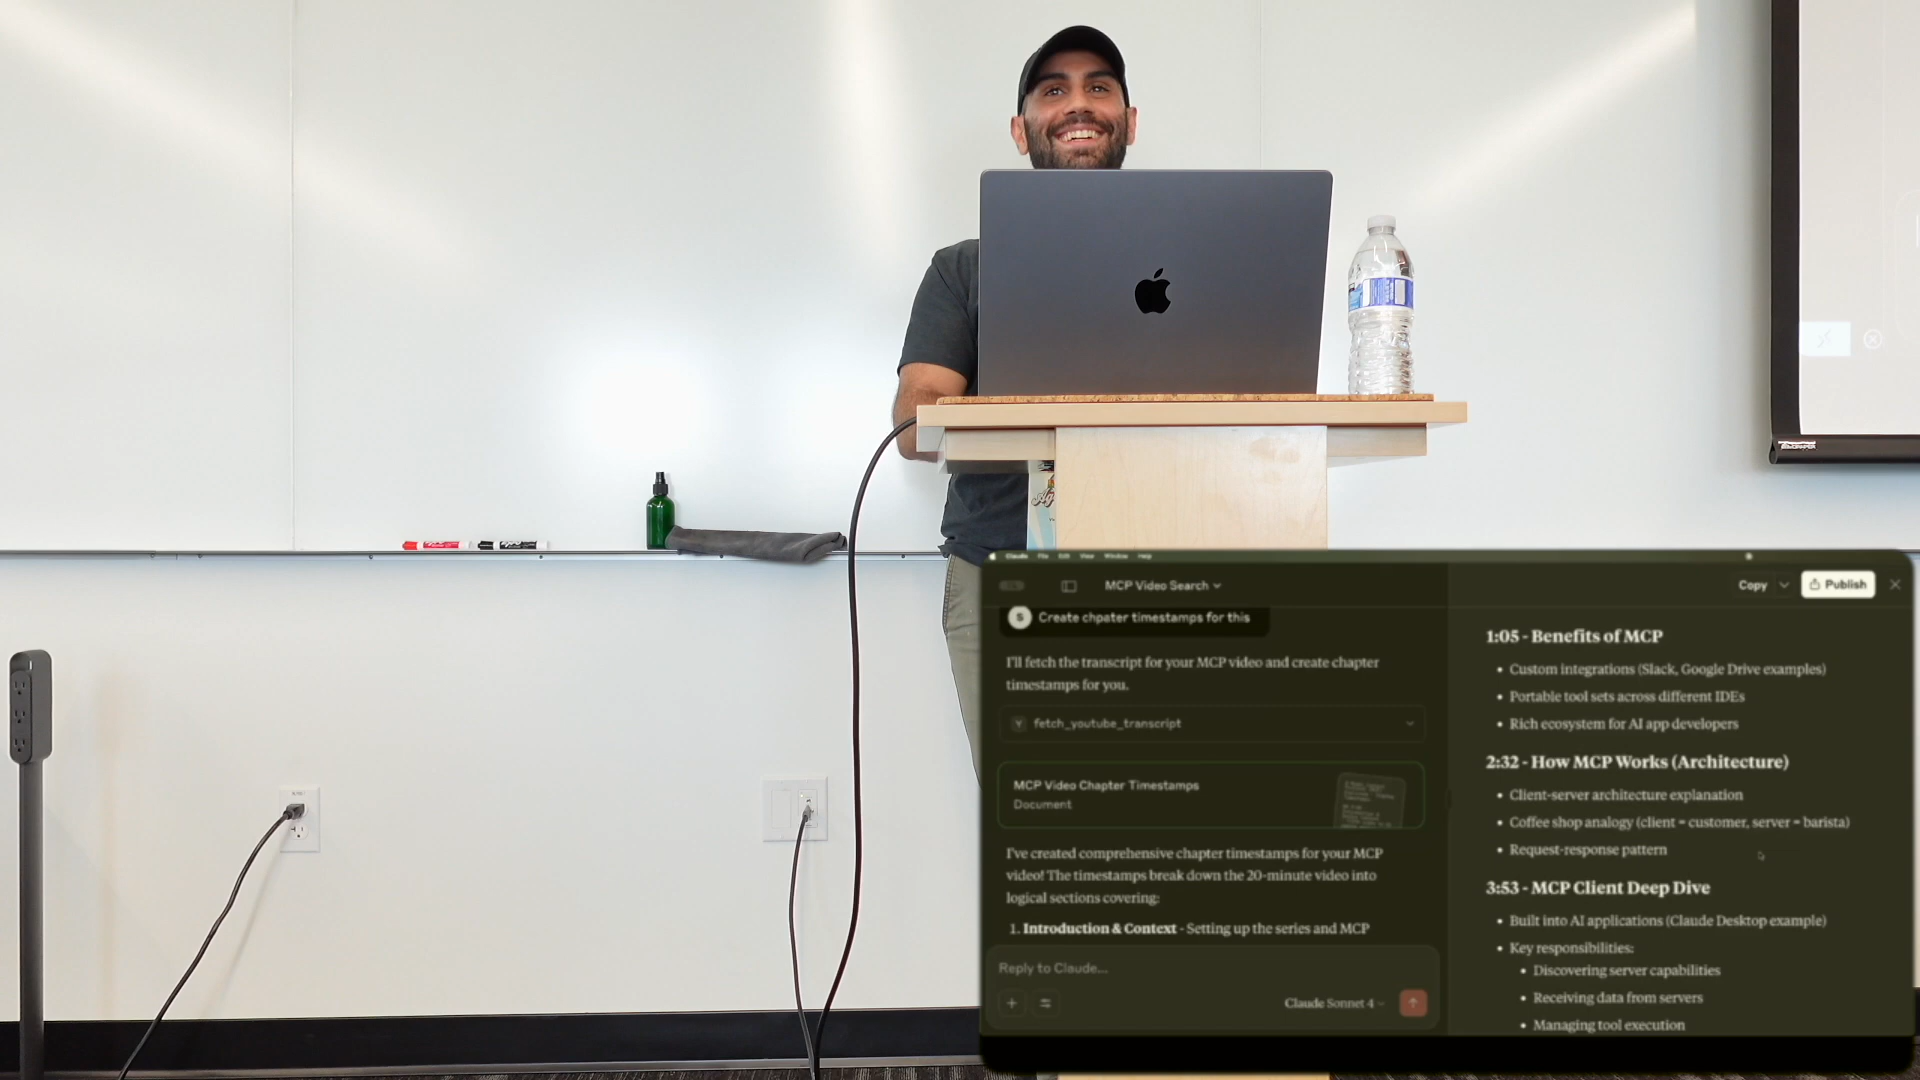 Claude File Edit View Window Help
MCP Video Search
Copy
Publish
S
Create chpater timestamps for this
I'll fetch the transcript for your MCP video and create chapter
timestamps for you.
Y
fetch_youtube_transcript
MCP Video Chapter Timestamps
Document
I've created comprehensive chapter timestamps for your MCP
video! The timestamps break down the 20-minute video into
logical sections covering:
1. Introduction & Context - Setting up the series and MCP
Reply to Claude...
Claude Sonnet 4
1:05 - Benefits of MCP
• Custom integrations (Slack, Google Drive examples)
• Portable tool sets across different IDEs
• Rich ecosystem for AI app developers
2:32 - How MCP Works (Architecture)
• Client-server architecture explanation
• Coffee shop analogy (client = customer, server = barista)
• Request-response pattern
3:53 - MCP Client Deep Dive
• Built into AI applications (Claude Desktop example)
• Key responsibilities:
• Discovering server capabilities
• Receiving data from servers
• Managing tool execution